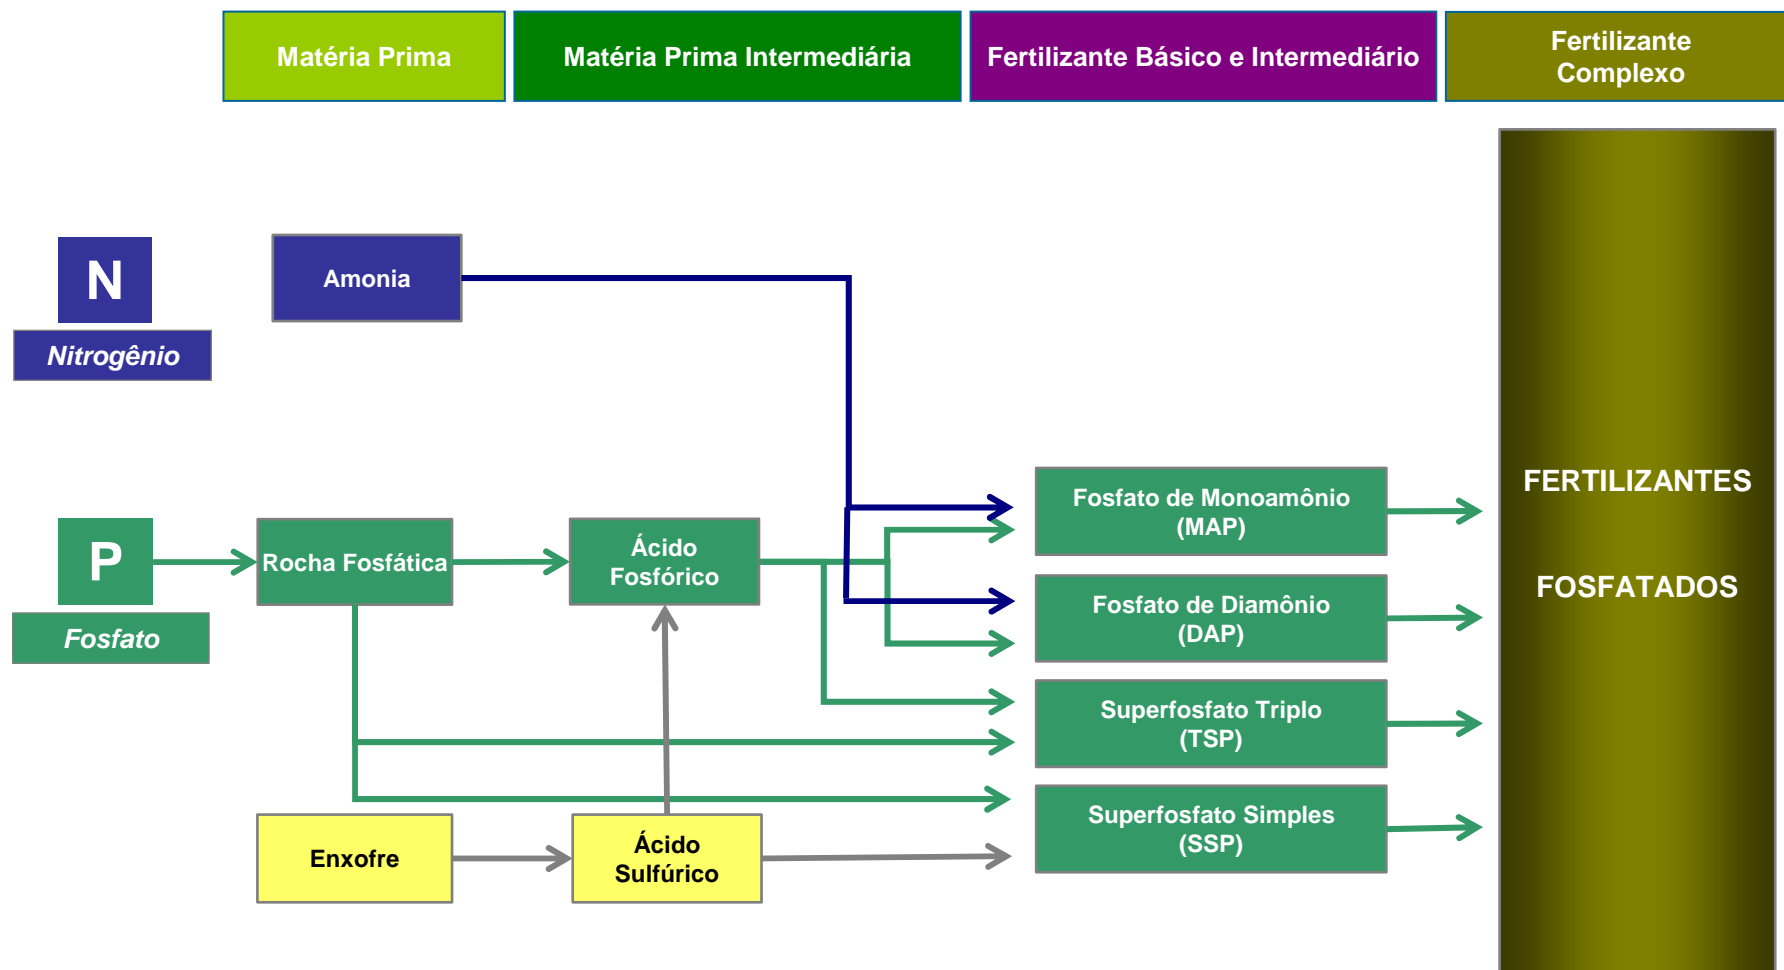 Matéria Prima
Matéria Prima Intermediária
Fertilizante Básico e Intermediário
Fertilizante
Complexo
N
Nitrogênio
Amonia
P
Fosfato
Rocha Fosfática
Ácido
Fosfórico
Enxofre
Ácido
Sulfúrico
Fosfato de Monoamônio
(MAP)
Fosfato de Diamônio
(DAP)
Superfosfato Triplo
(TSP)
Superfosfato Simples
(SSP)
FERTILIZANTES
FOSFATADOS